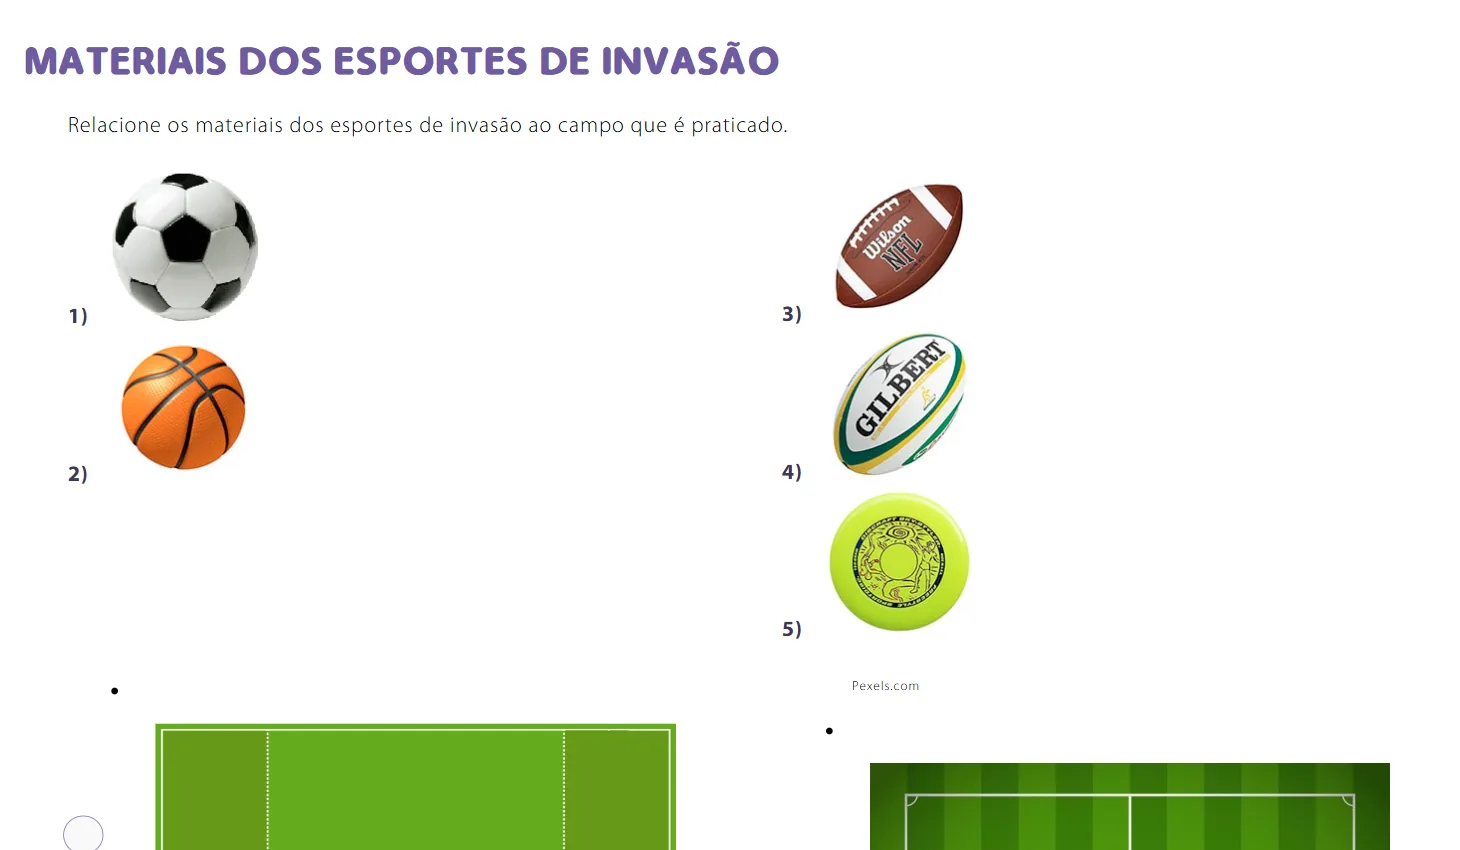 MATERIAIS DOS ESPORTES DE INVASÃO
Relacione os materiais dos esportes de invasão ao campo que é praticado.
1)
2)
3)
Wilson
NFL
4)
GILBERT
5)
Pexels.com